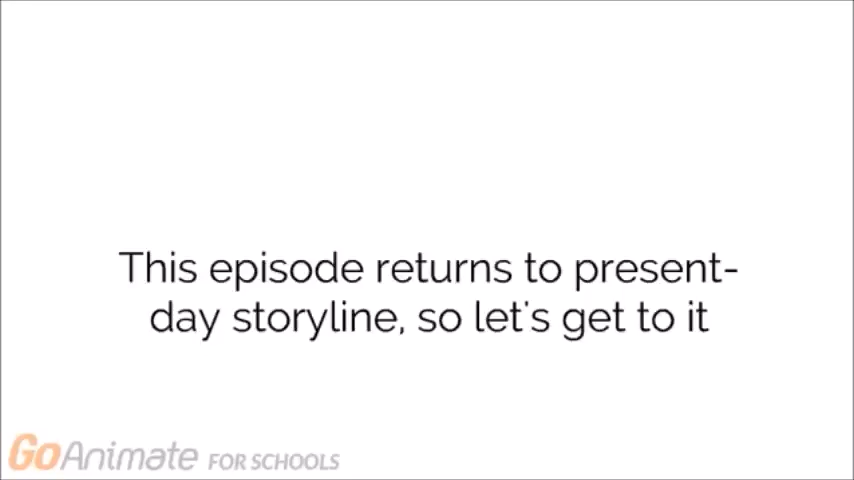 This episode returns to present-
day storyline, so let's get to it
GoAnimate FOR SCHOOLS